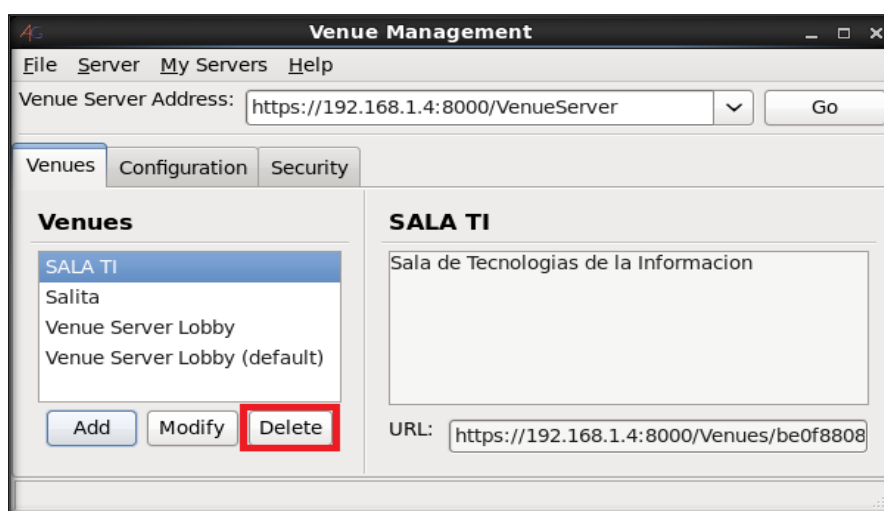 AG Venue Management
File Server My Servers Help
Venue Server Address: https://192.168.1.4:8000/VenueServer Go
Venues Configuration Security
Venues
SALA TI
Salita
Venue Server Lobby
Venue Server Lobby (default)
Add Modify Delete
SALA TI
Sala de Tecnologias de la Informacion
URL: https://192.168.1.4:8000/Venues/be0f8808